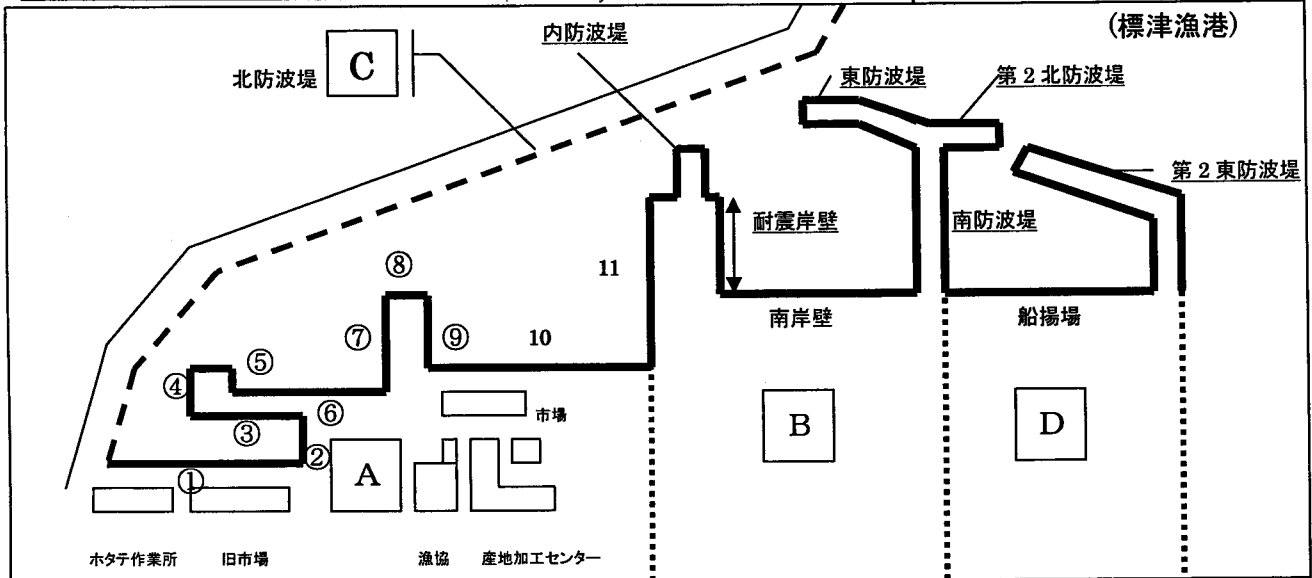 (標津漁港)
内防波堤
北防波堤
C
東防波堤
第2北防波堤
第2東防波堤
耐震岸壁
南防波堤
11
⑧
南岸壁
船揚場
⑦
⑨
10
⑤
④
⑥
市場
③
②
A
B
D
①
ホタテ作業所
旧市場
漁協
産地加工センター